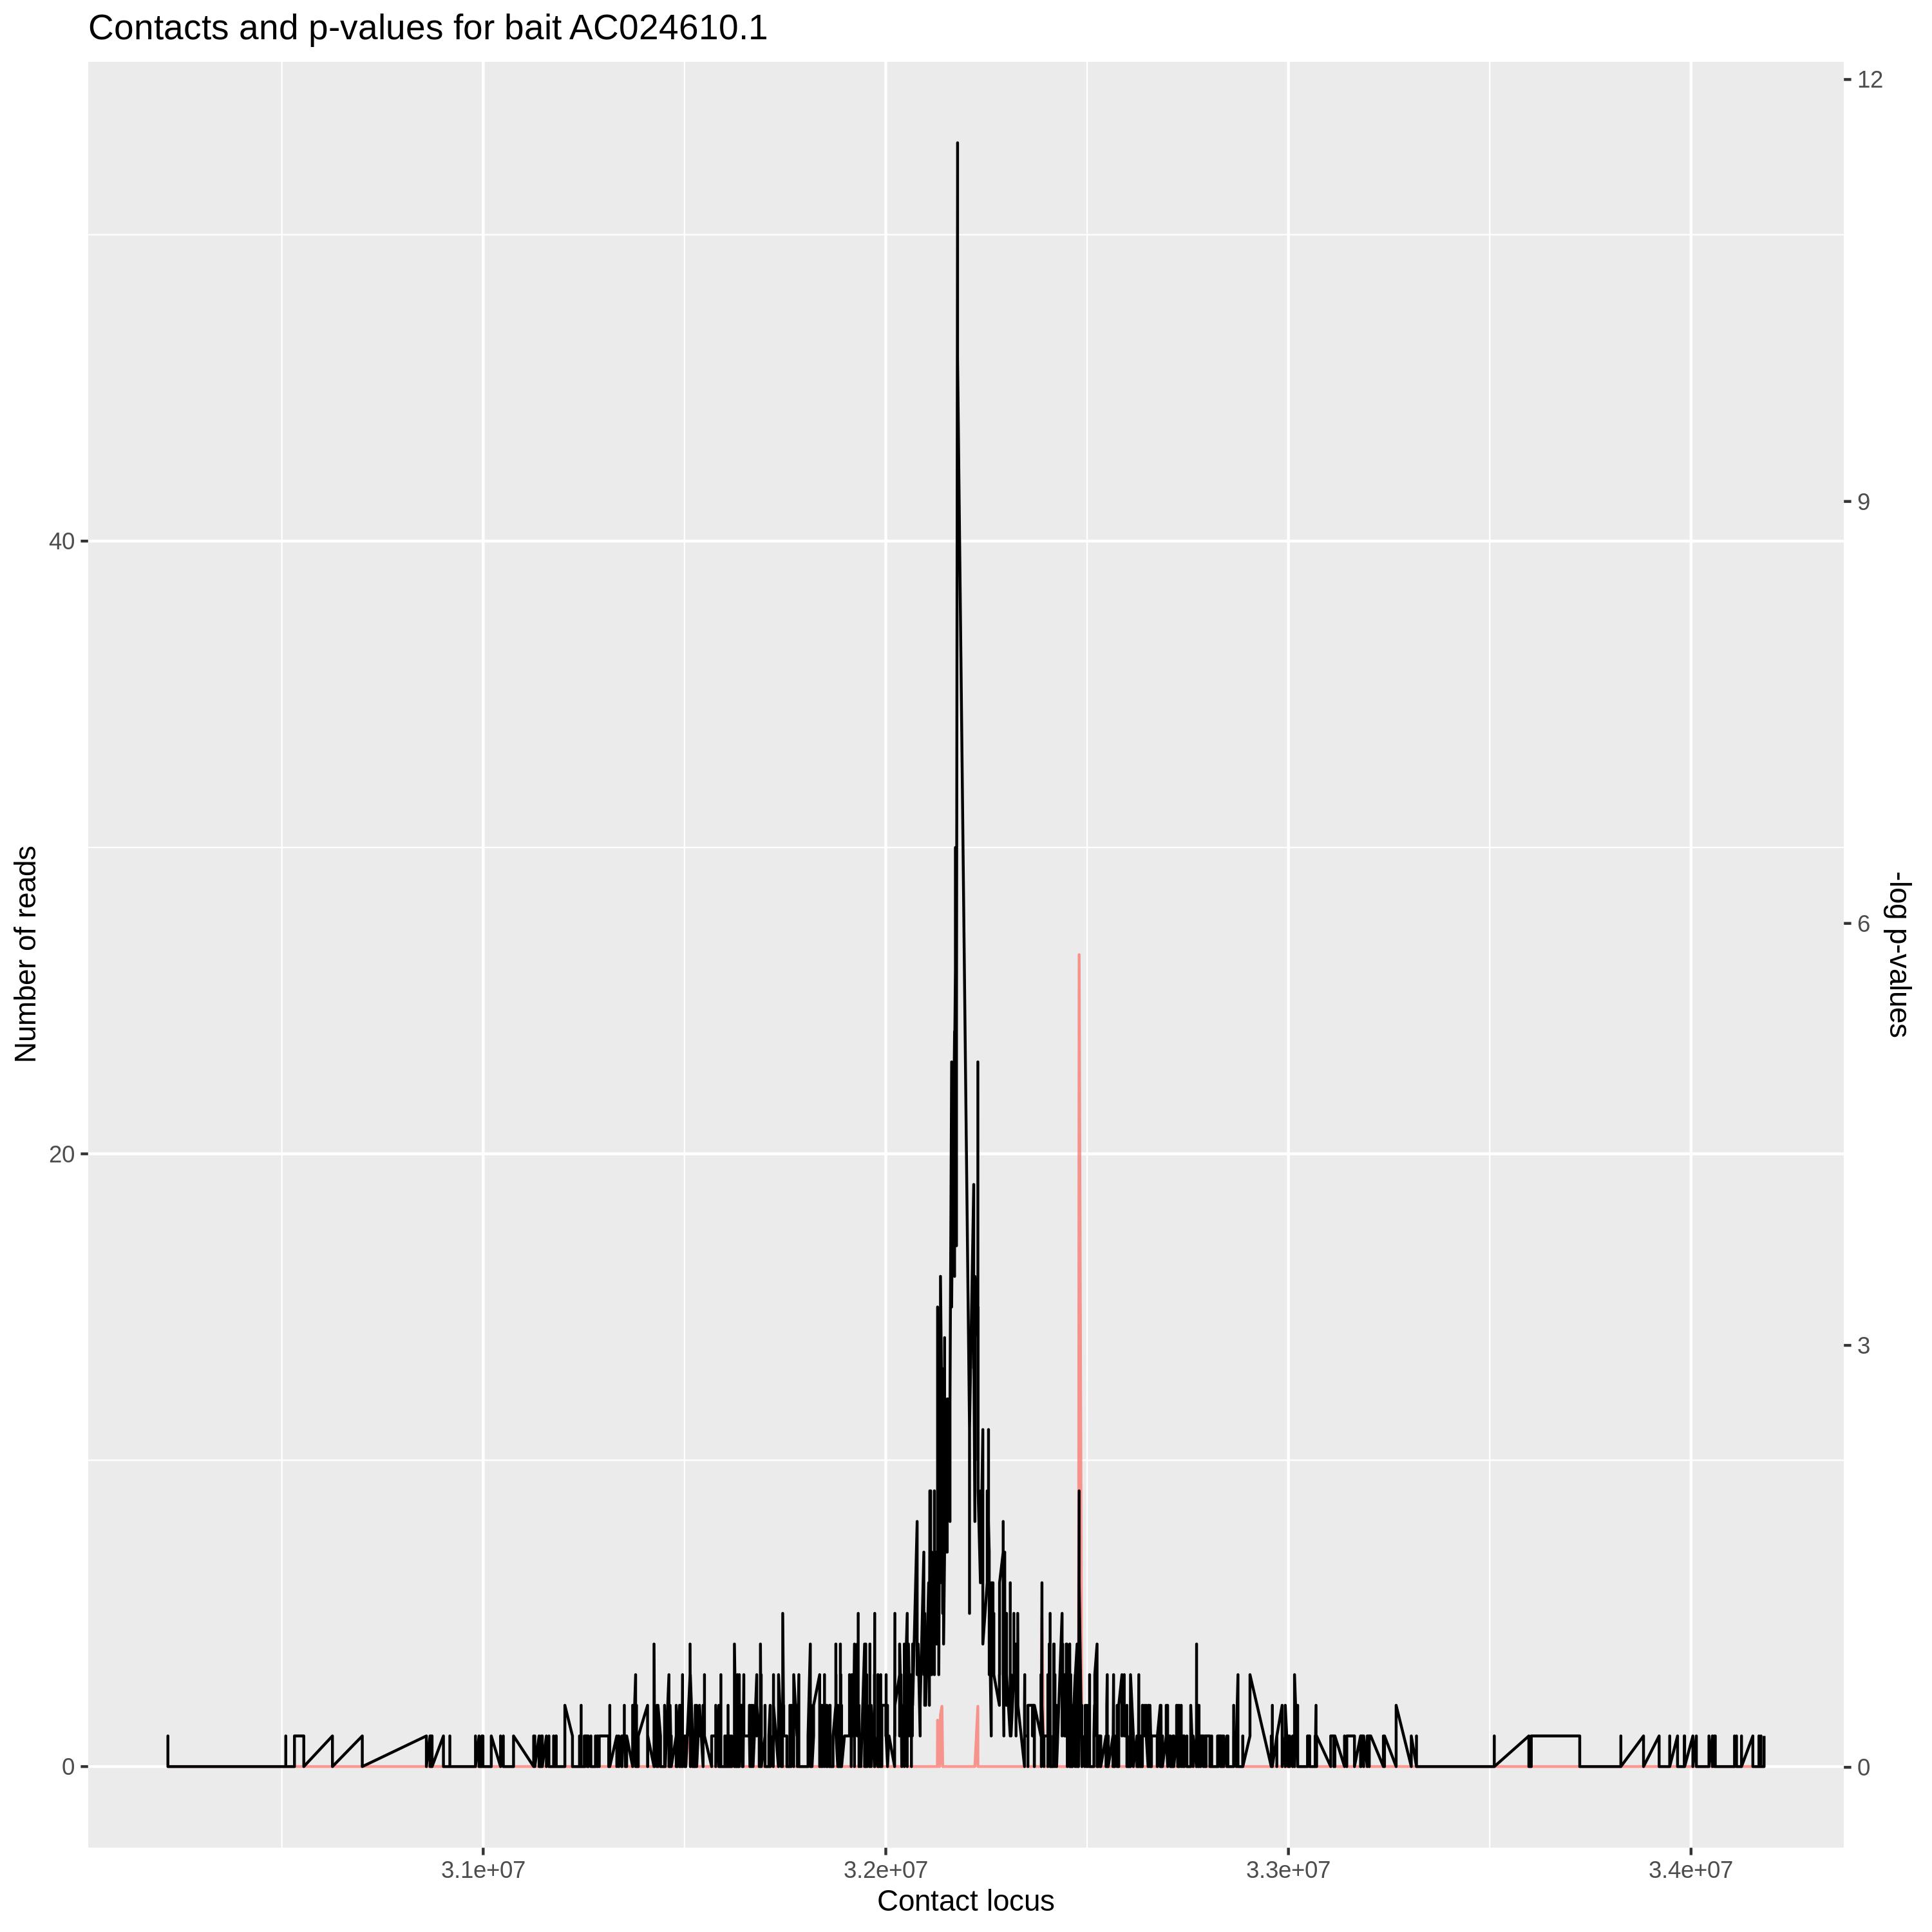 Contacts and p-values for bait AC024610.1
Number of reads
40
20
0
12
9
6
3
0
-log p-values
3.1e+07 3.2e+07 3.3e+07 3.4e+07
Contact locus